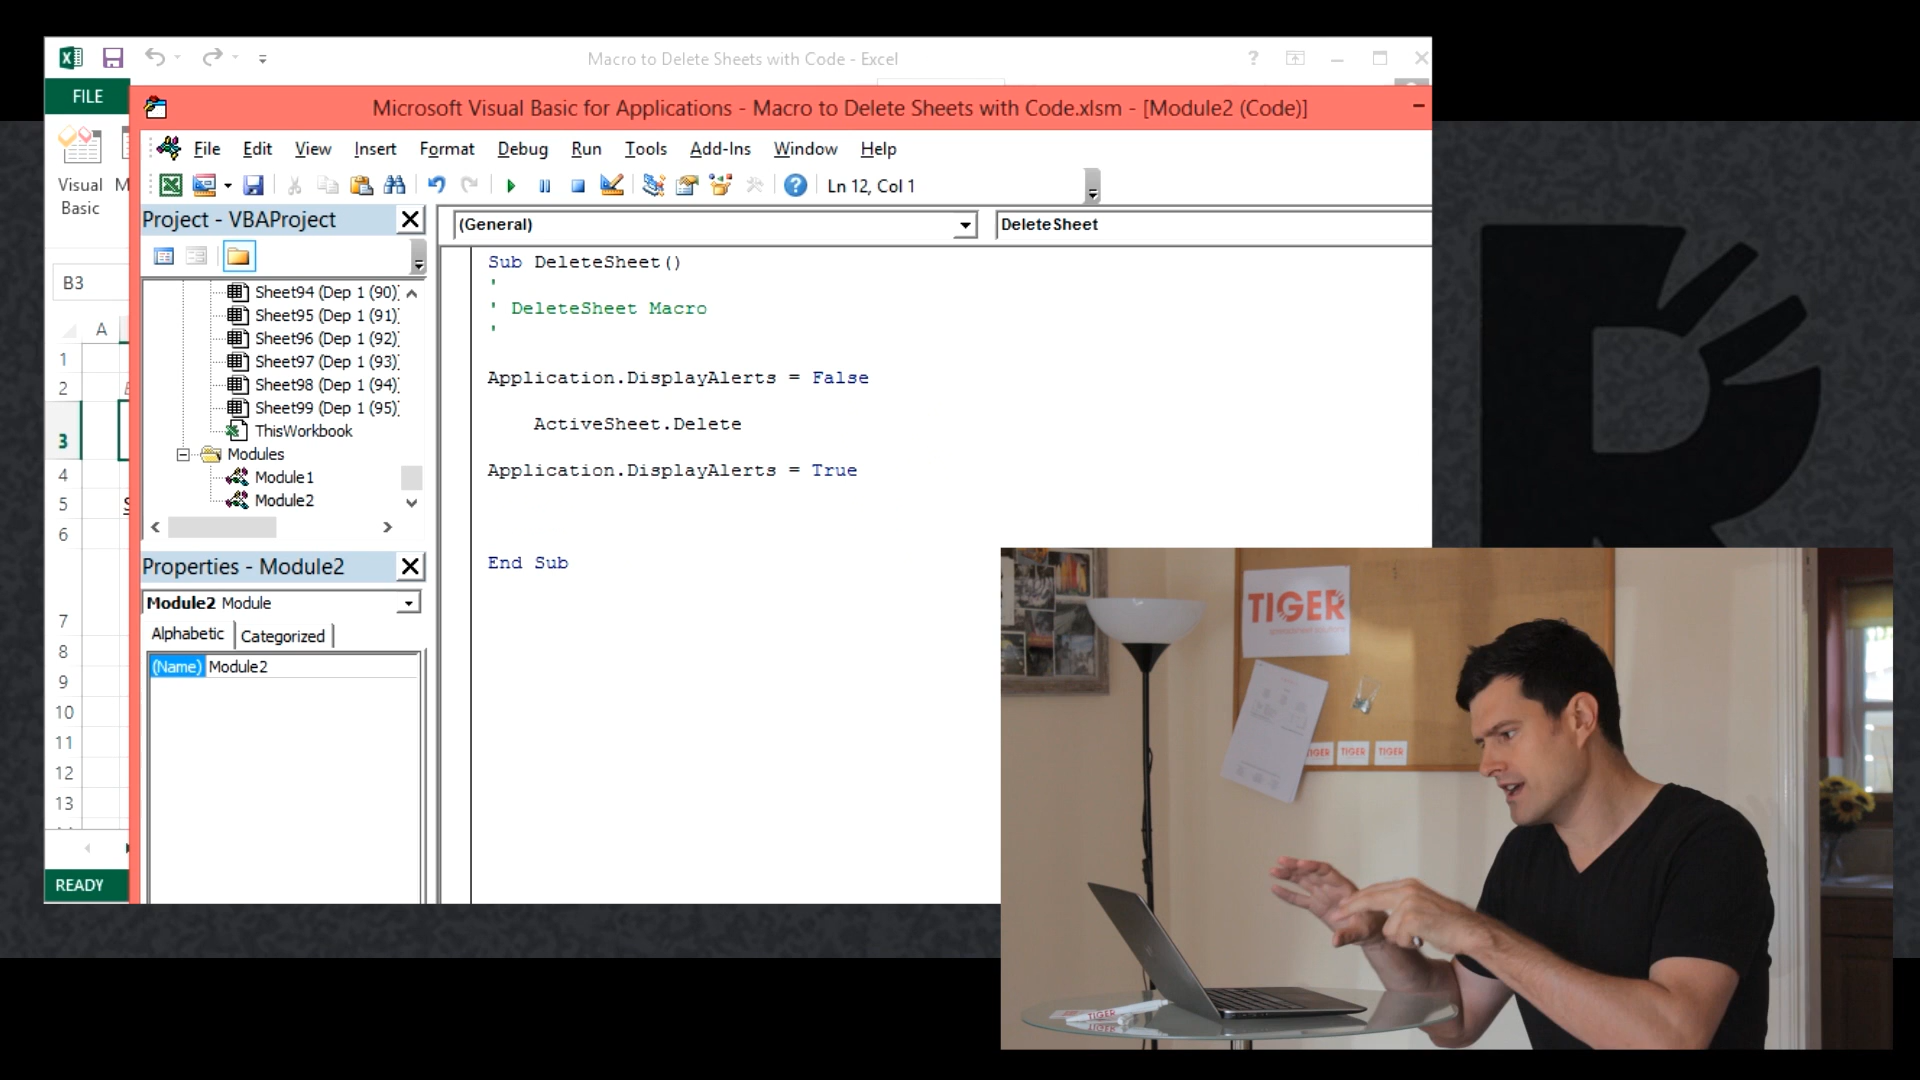 Macro to Delete Sheets with Code - Excel
?
FILE
Microsoft Visual Basic for Applications - Macro to Delete Sheets with Code.xlsm - [Module2 (Code)]
File Edit View Insert Format Debug Run Tools Add-Ins Window Help
Visual
Basic
M
Ln 12, Col 1
Project - VBAProject
(General)
DeleteSheet
B3
A
Sheet94 (Dep 1 (90)
Sheet95 (Dep 1 (91)
Sheet96 (Dep 1 (92)
Sheet97 (Dep 1 (93)
Sheet98 (Dep 1 (94)
Sheet99 (Dep 1 (95)
ThisWorkbook
Modules
Module1
Module2
Sub DeleteSheet()
'
' DeleteSheet Macro
'
Application.DisplayAlerts = False
ActiveSheet.Delete
Application.DisplayAlerts = True
End Sub
Properties - Module2
Module2 Module
Alphabetic Categorized
(Name) Module2
1
2
3
4
5
6
7
8
9
10
11
12
13
READY
TIGER
TIGER
TIGER
TIGER
TIGER